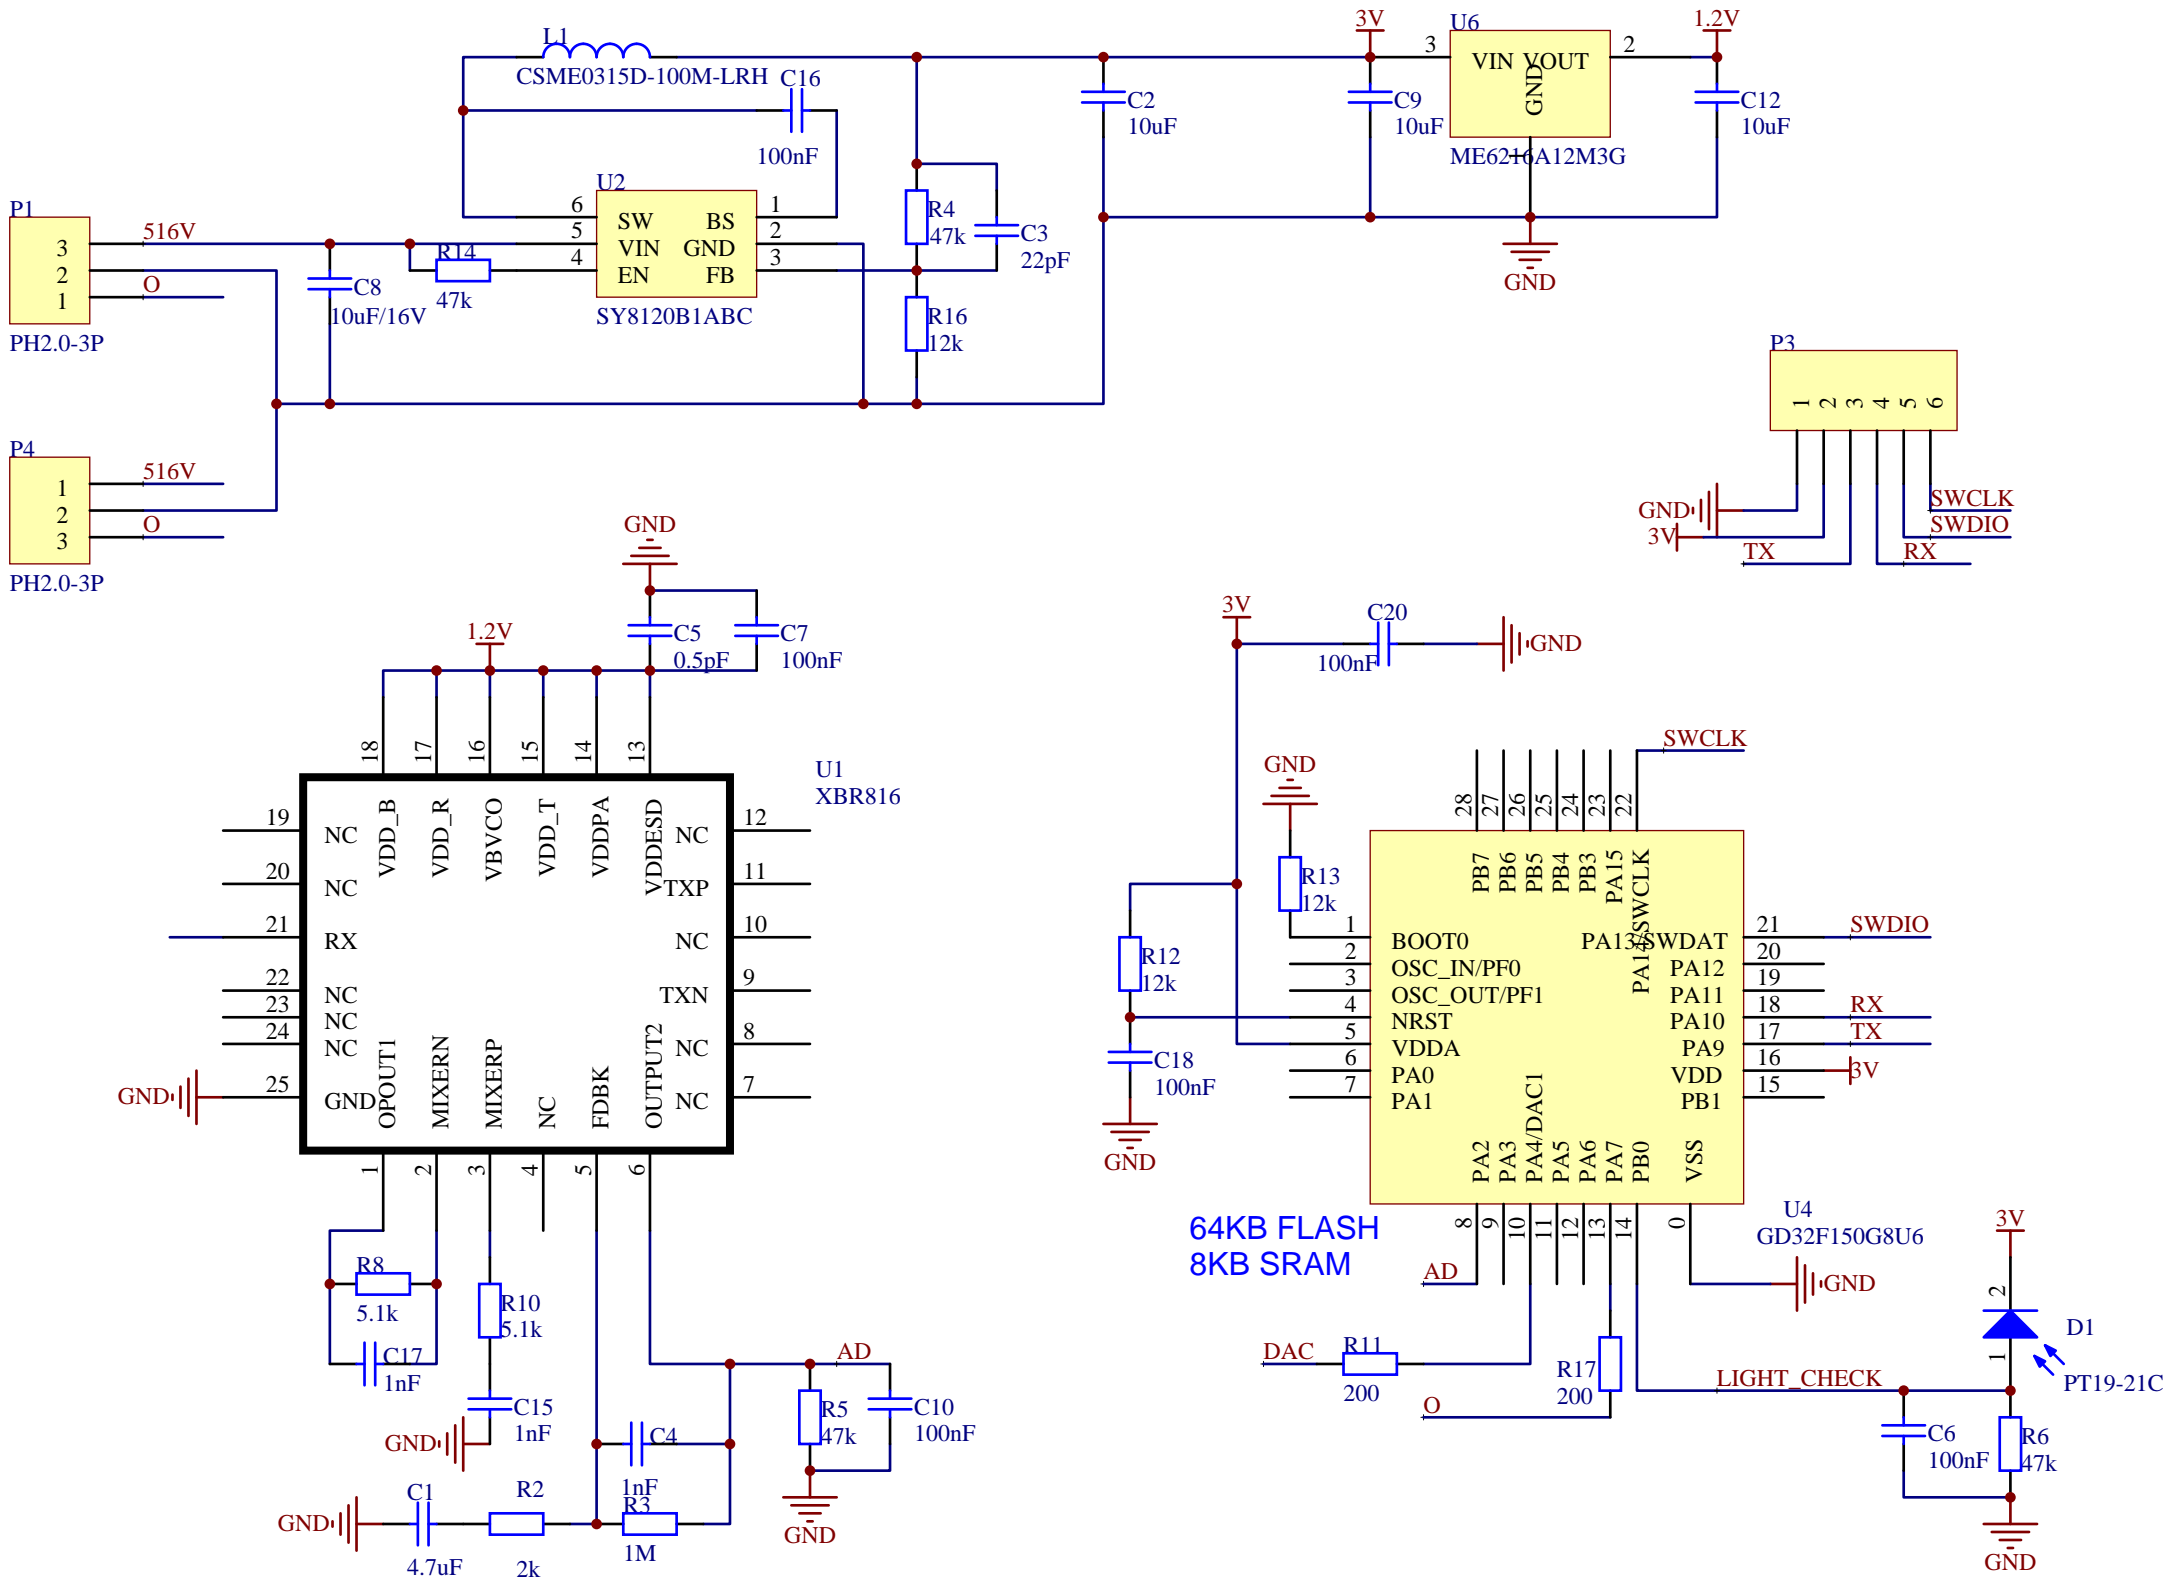 L1
CSME0315D-100M-LRH
C16
100nF
3V
U6
3
VIN VOUT
GND
2
1.2V
1
ME6216A12M3G
C2
10uF
C9
10uF
C12
10uF
GND
P1
3
2
1
516V
O
PH2.0-3P
C8
10uF/16V
R14
47k
U2
6
5
4
SW
VIN
EN
BS
GND
FB
1
2
3
SY8120B1ABC
R4
47k
C3
22pF
R16
12k
P4
1
2
3
516V
O
PH2.0-3P
P3
1
2
3
4
5
6
GND
3V
TX
RX
SWDIO
SWCLK
GND
C5
0.5pF
C7
100nF
1.2V
18
17
16
15
14
13
U1
XBR816
VDD_B
VDD_R
VBVCO
VDD_T
VDDPA
VDDESD
19
NC
20
NC
21
RX
22
NC
23
NC
24
NC
25
GND
GND
NC
12
TXP
11
NC
10
TXN
9
NC
8
NC
7
OPOUT1
MIXERN
MIXERP
NC
FDBK
OUTPUT2
1
2
3
4
5
6
R8
5.1k
C17
1nF
R10
5.1k
C15
1nF
GND
GND
C1
4.7uF
R2
2k
C4
1nF
R3
1M
AD
R5
47k
C10
100nF
GND
3V
C20
100nF
GND
GND
R13
12k
R12
12k
C18
100nF
GND
SWCLK
28
27
26
25
24
23
22
PB7
PB6
PB5
PB4
PB3
PA15
PA14/SWCLK
1
BOOT0
2
OSC_IN/PF0
3
OSC_OUT/PF1
4
NRST
5
VDDA
6
PA0
7
PA1
PA13/SWDAT
21
SWDIO
PA12
20
PA11
19
PA10
18
RX
PA9
17
TX
VDD
16
3V
PB1
15
PA2
PA3
PA4/DAC1
PA5
PA6
PA7
PB0
VSS
8
9
10
11
12
13
14
0
U4
GD32F150G8U6
64KB FLASH
8KB SRAM
AD
DAC
R11
200
O
R17
200
GND
LIGHT_CHECK
3V
2
1
D1
PT19-21C
C6
100nF
R6
47k
GND